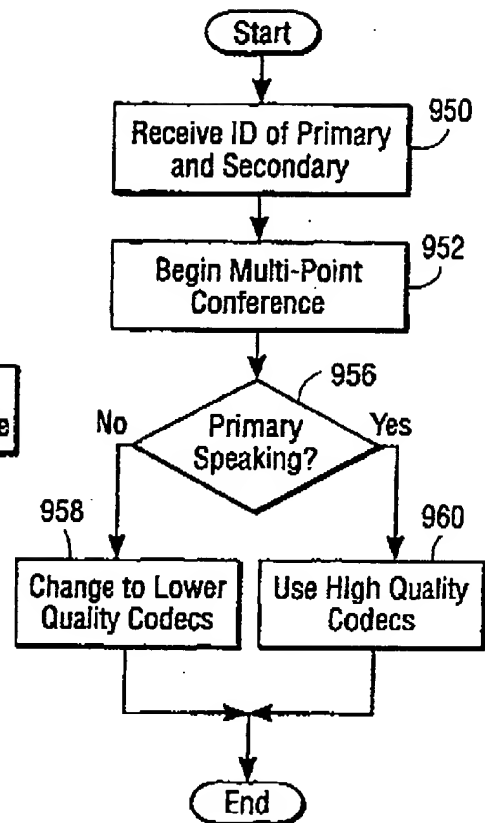 Start
950
Receive ID of Primary
and Secondary
952
Begin Multi-Point
Conference
956
No
Primary
Speaking?
Yes
958
Change to Lower
Quality Codecs
960
Use High Quality
Codecs
End